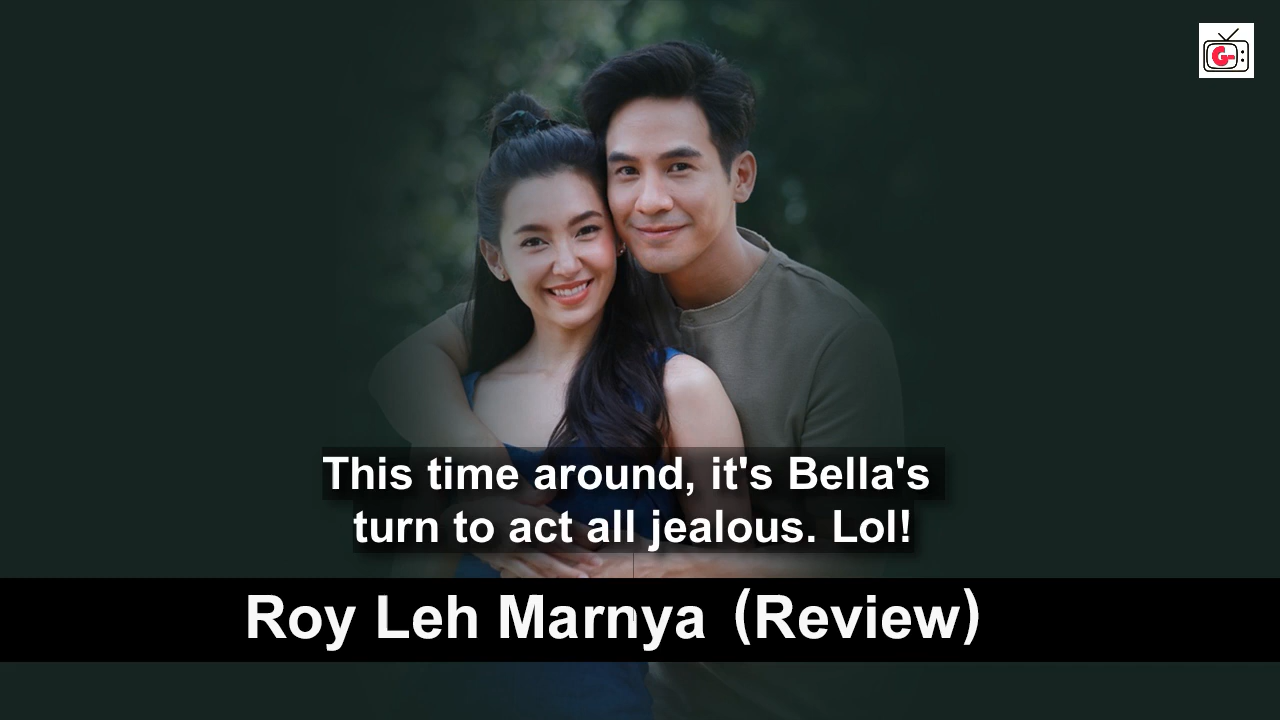 This time around, it's Bella's
turn to act all jealous. Lol!
Roy Leh Marnya (Review)